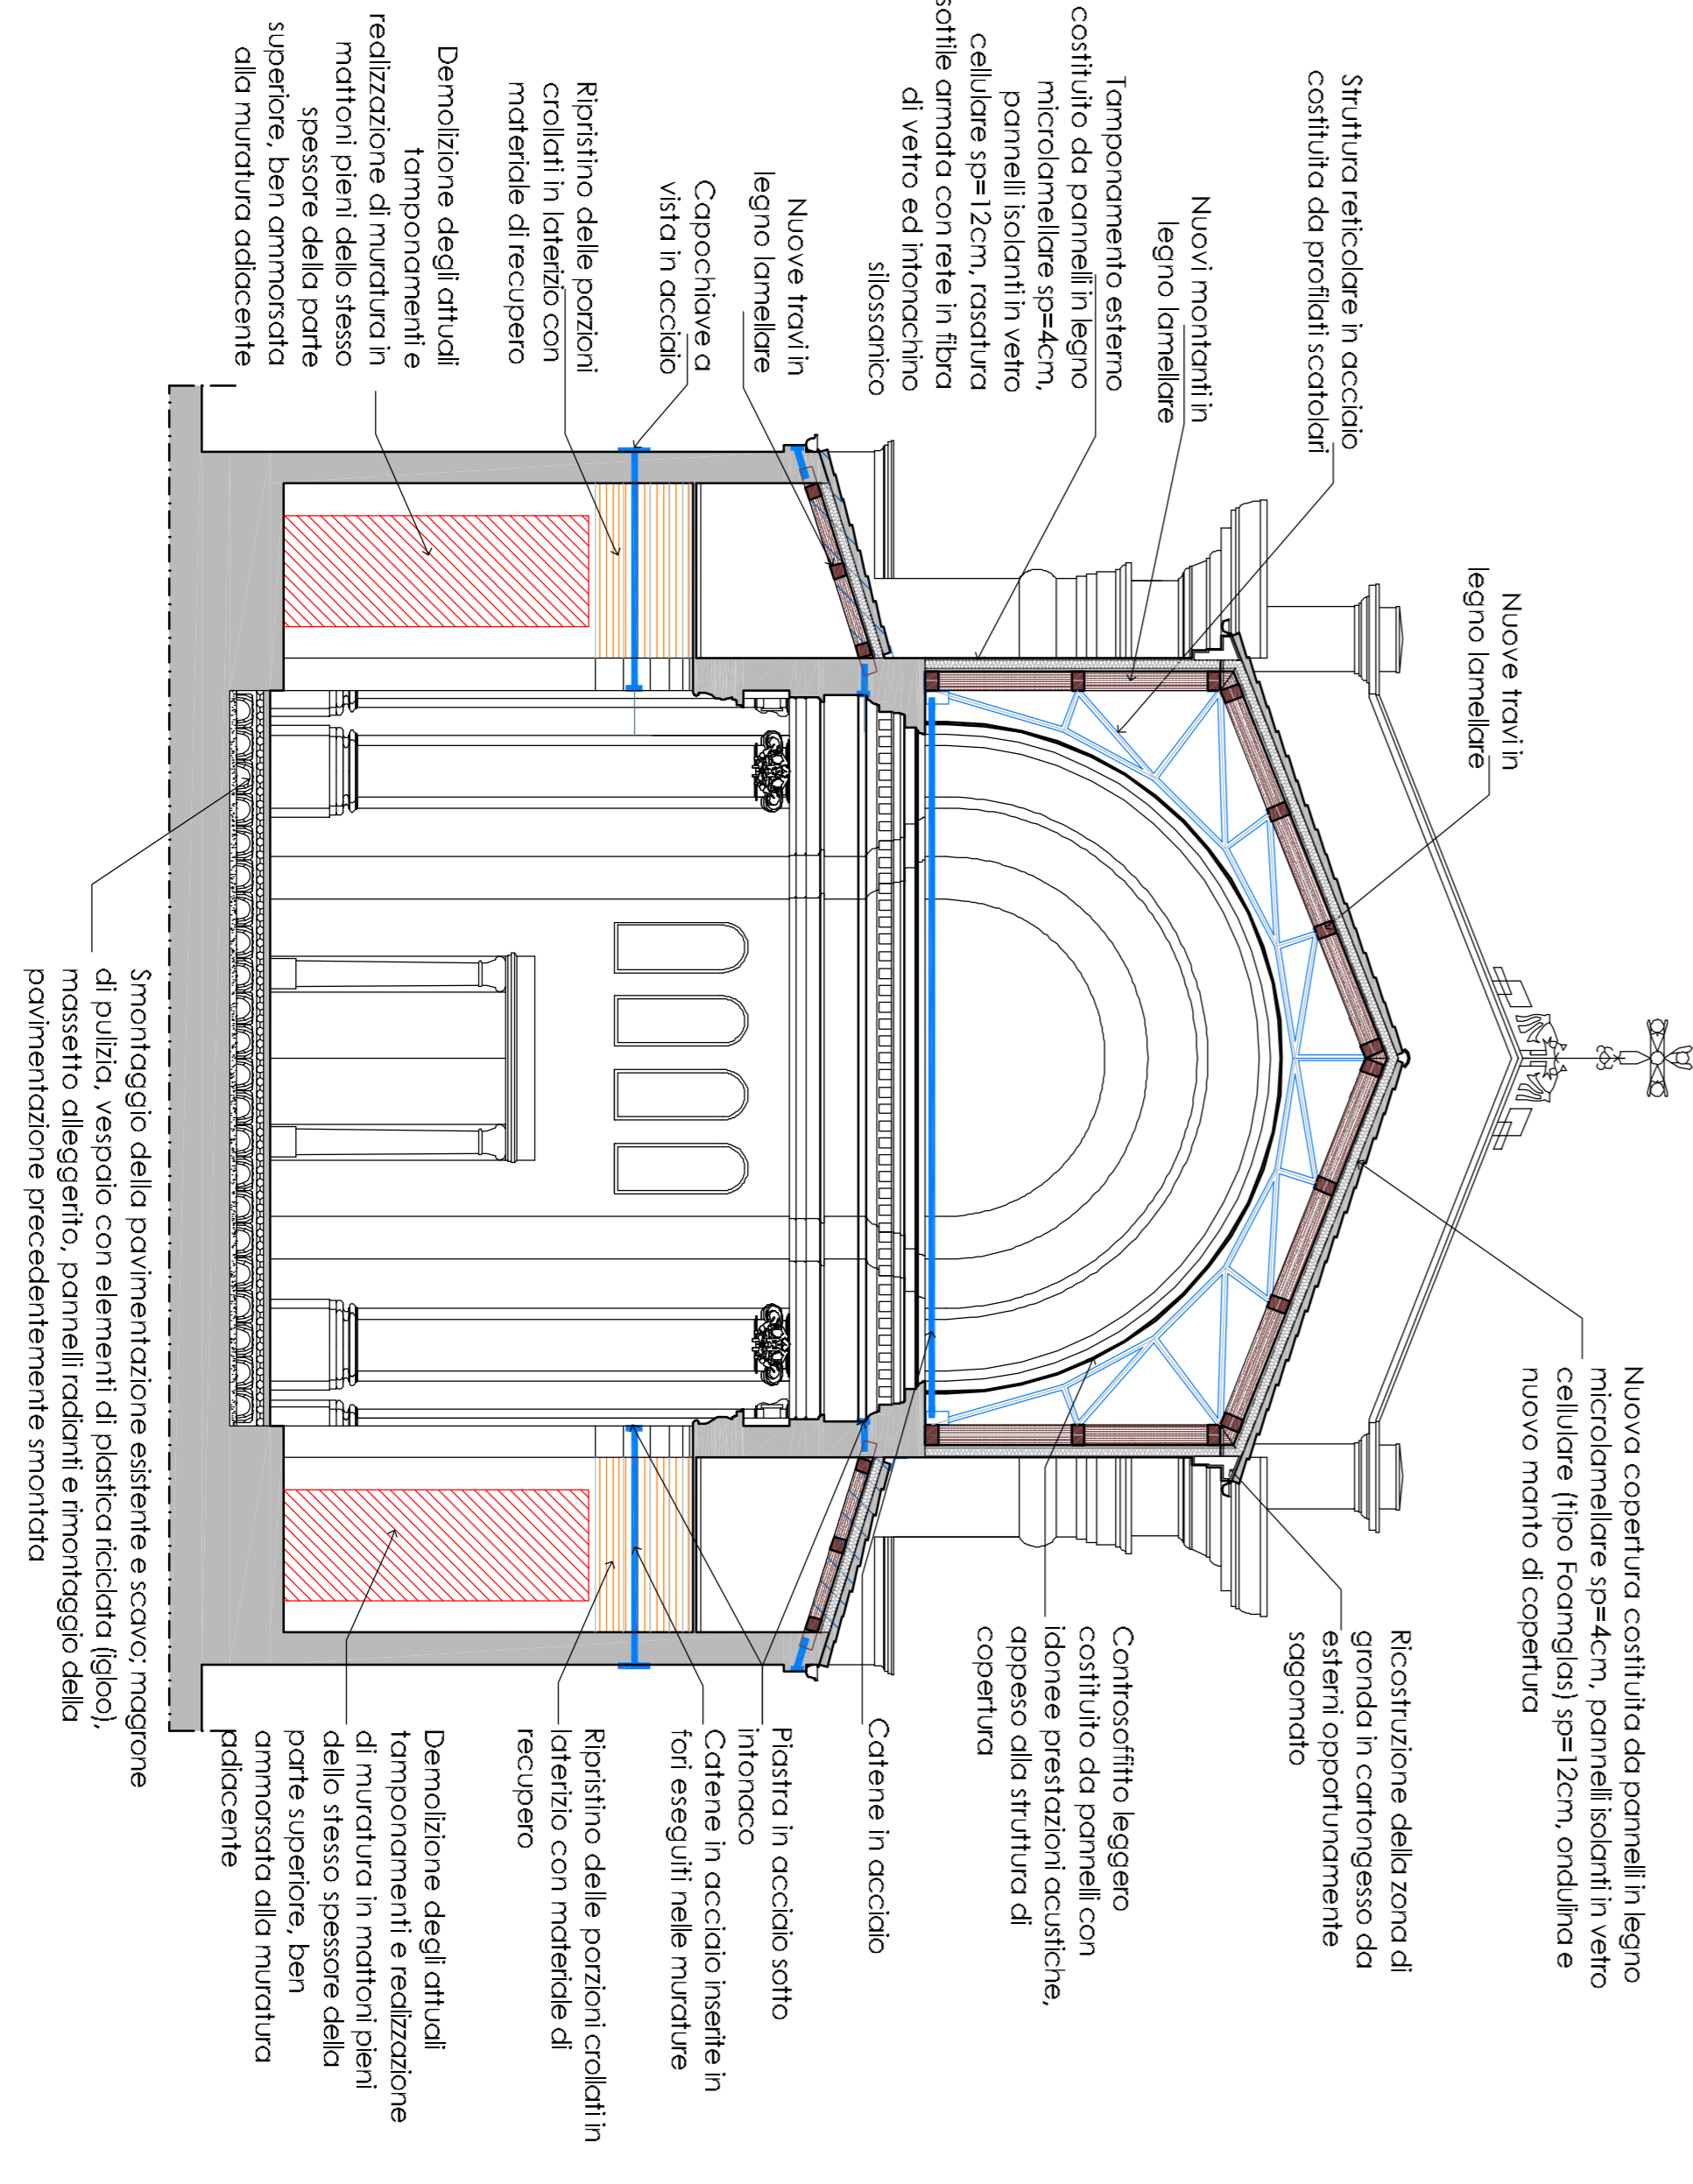 Struttura reticolare in acciaio
costituita da profilati scatolari
Nuovi montanti in
legno lamellare
Tamponamento esterno
costituito da pannelli in legno
microlamellare sp=4cm,
pannelli isolanti in vetro
cellulare sp=12cm, rasatura
sottile armata con rete in fibra
di vetro ed intonachino
silossanico
Nuove travi in
legno lamellare
Capochiave a
vista in acciaio
Ripristino delle porzioni
crollati in laterizio con
materiale di recupero
Demolizione degli attuali
tamponamenti e
realizzazione di muratura in
mattoni pieni dello stesso
spessore della parte
superiore, ben ammorsata
alla muratura adiacente
Nuove travi in
legno lamellare
Nuova copertura costituita da pannelli in legno
microlamellare sp=4cm, pannelli isolanti in vetro
cellulare (tipo Foamglas) sp=12cm, ondulina e
nuovo manto di copertura
Ricostruzione della zona di
gronda in cartongesso da
esterni opportunamente
sagomato
Controsoffitto leggero
costituito da pannelli con
idonee prestazioni acustiche,
appeso alla struttura di
copertura
Catene in acciaio
Piastra in acciaio sotto
intonaco
Catene in acciaio inserite in
fori eseguiti nelle murature
Ripristino delle porzioni crollati in
laterizio con materiale di
recupero
Demolizione degli attuali
tamponamenti e realizzazione
di muratura in mattoni pieni
dello stesso spessore della
parte superiore, ben
ammorsata alla muratura
adiacente
Smontaggio della pavimentazione esistente e scavo; magrone
di pulizia, vespaio con elementi di plastica riciclata (igloo),
massetto alleggerito, pannelli radianti e rimontaggio della
pavimentazione precedentemente smontata